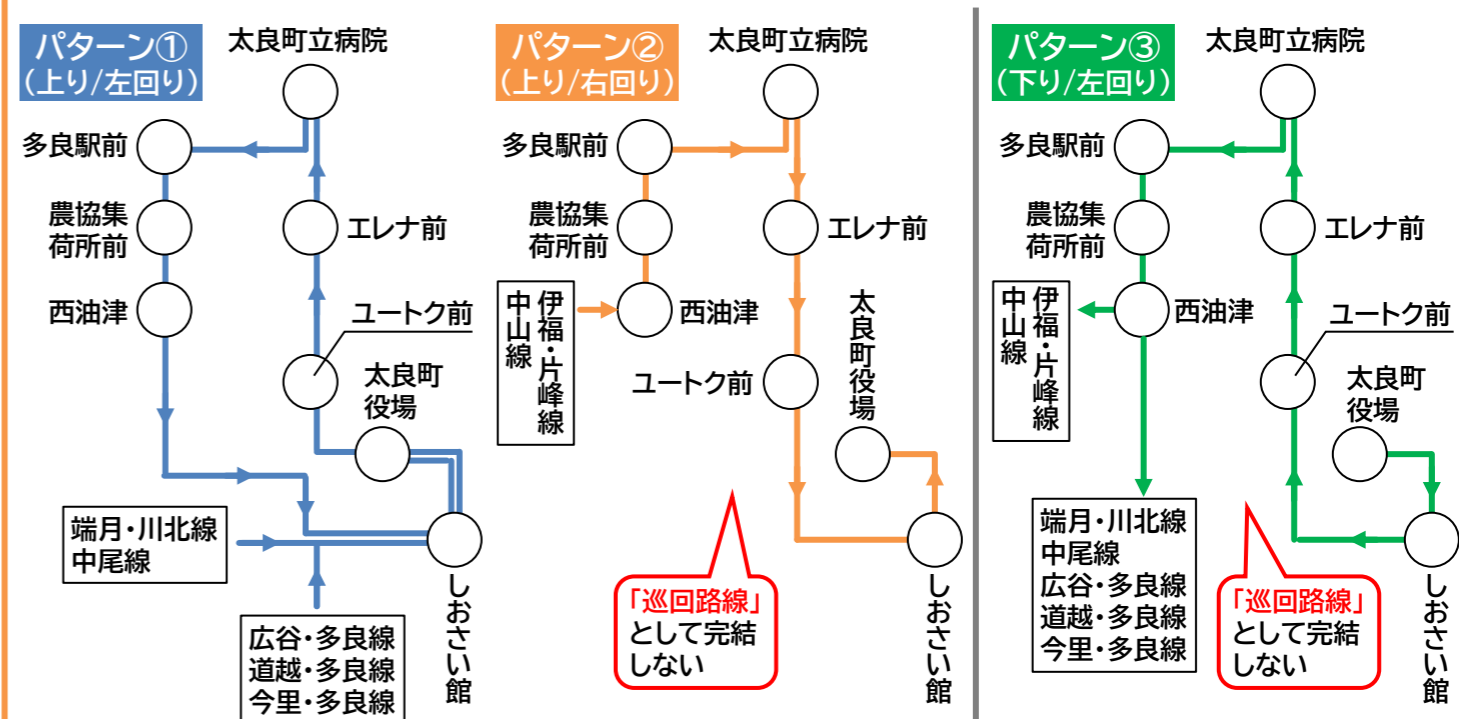 パターン①
(上り/左回り)
太良町立病院
多良駅前
農協集
荷所前
エレナ前
西油津
ユートク前
太良町
役場
端月・川北線
中尾線
しおさい館
広谷・多良線
道越・多良線
今里・多良線
パターン②
(上り/右回り)
太良町立病院
多良駅前
農協集
荷所前
エレナ前
伊福・片峰線
中山線
西油津
太良町役場
ユートク前
「巡回路線」
として完結
しない
しおさい館
パターン③
(下り/左回り)
太良町立病院
多良駅前
農協集
荷所前
エレナ前
伊福・片峰線
中山線
西油津
ユートク前
太良町
役場
端月・川北線
中尾線
広谷・多良線
道越・多良線
今里・多良線
「巡回路線」
として完結
しない
しおさい館